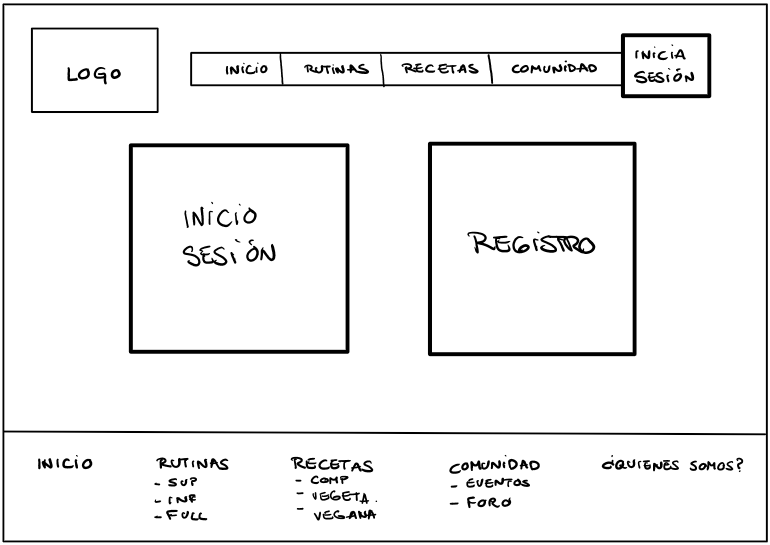 LOGO
INICIO RUTINAS RECETAS COMUNIDAD
INICIA
SESIÓN
INICIO
SESIÓN
REGISTRO
INICIO
RUTINAS
- SUP
- INF
- FULL
RECETAS
- COMP
- VEGETA.
- VEGANA
COMUNIDAD
- EVENTOS
- FORO
¿QUIENES SOMOS?